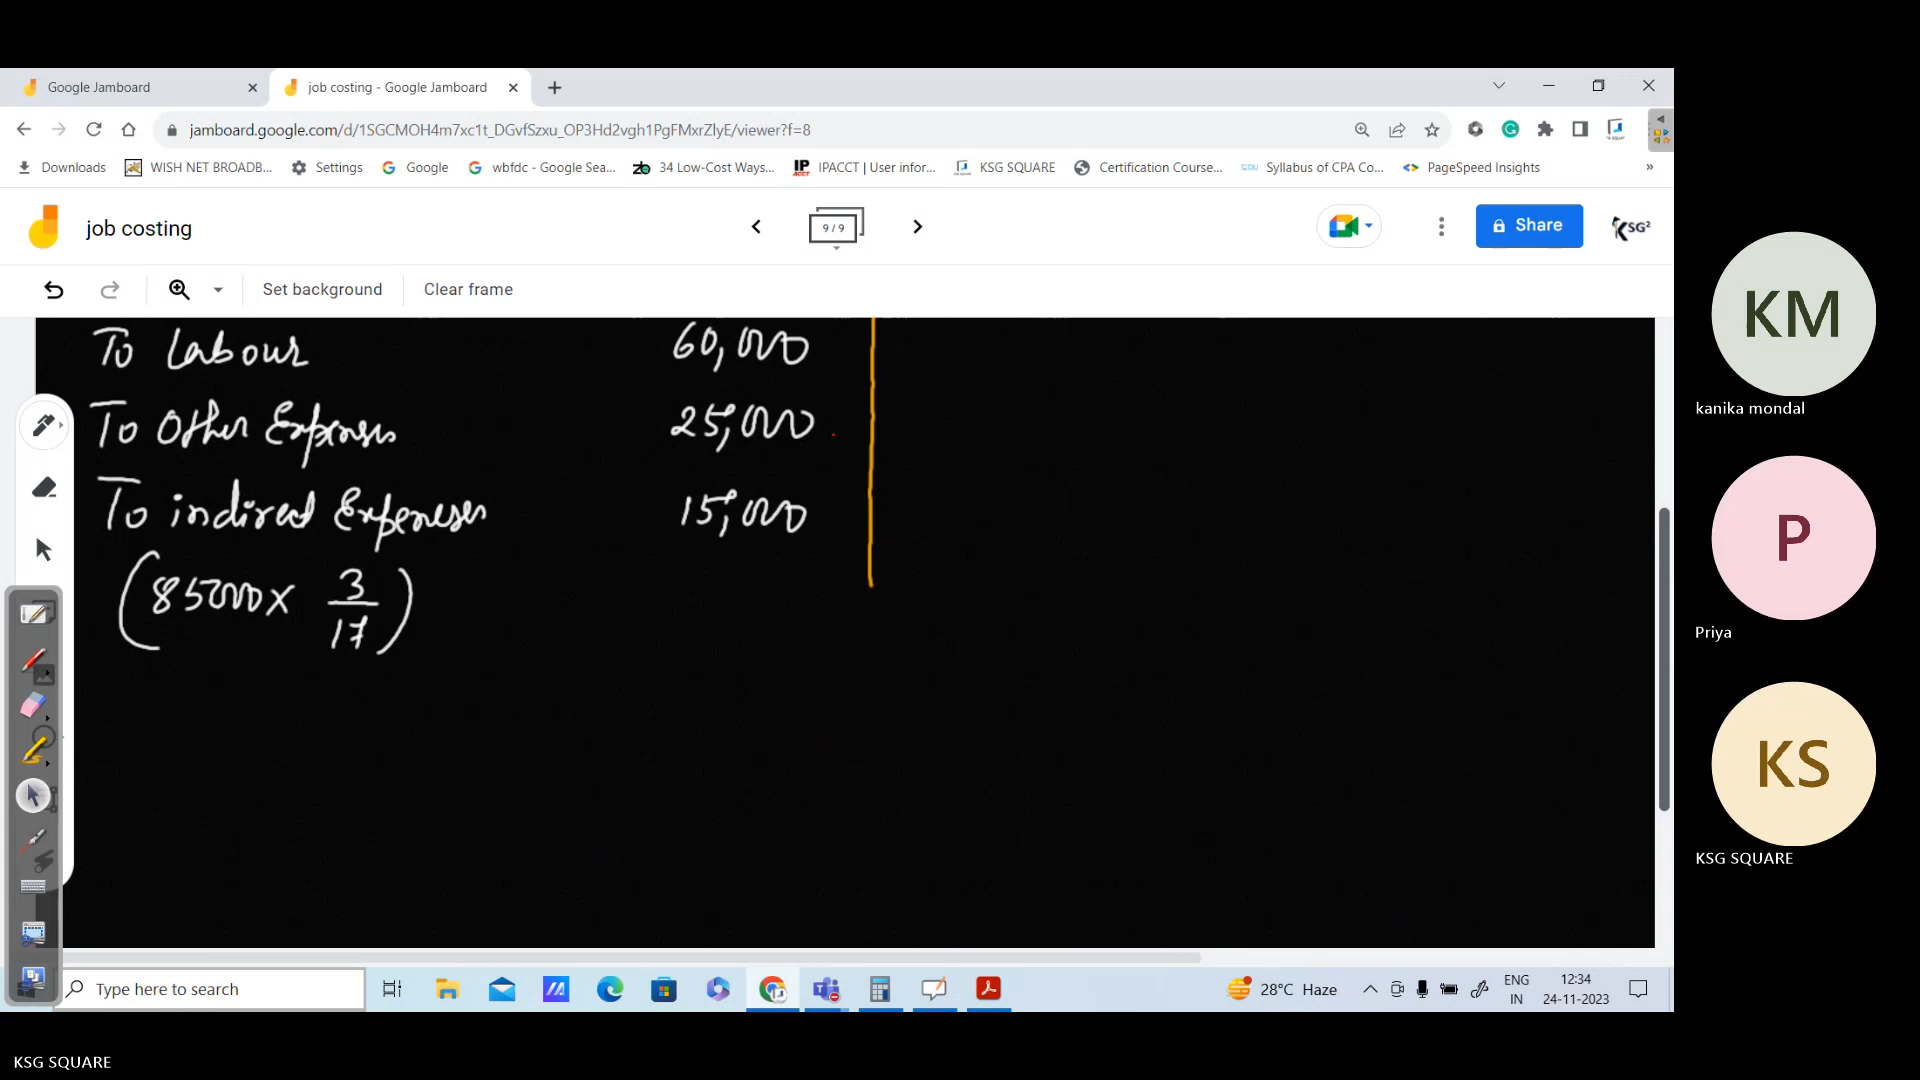 Google Jamboard
job costing - Google Jamboard
jamboard.google.com/d/1SGCMOH4m7xc1t_DGvfSzxu_OP3Hd2vgh1PgFMxrZlyE/viewer?f=8
Downloads WISH NET BROADB... Settings Google wbfdc - Google Sea... 34 Low-Cost Ways... IPACCT | User infor... KSG SQUARE Certification Course... Syllabus of CPA Co... PageSpeed Insights »
job costing
9 / 9
Share
KSG²
Set background Clear frame
To Labour 60,000
To Other Expenses 25,000
To indirect Expenses 15,000
(85000 x 3/17)
KM
kanika mondal
P
Priya
KS
KSG SQUARE
Type here to search
28°C Haze
ENG
IN
12:34
24-11-2023
KSG SQUARE